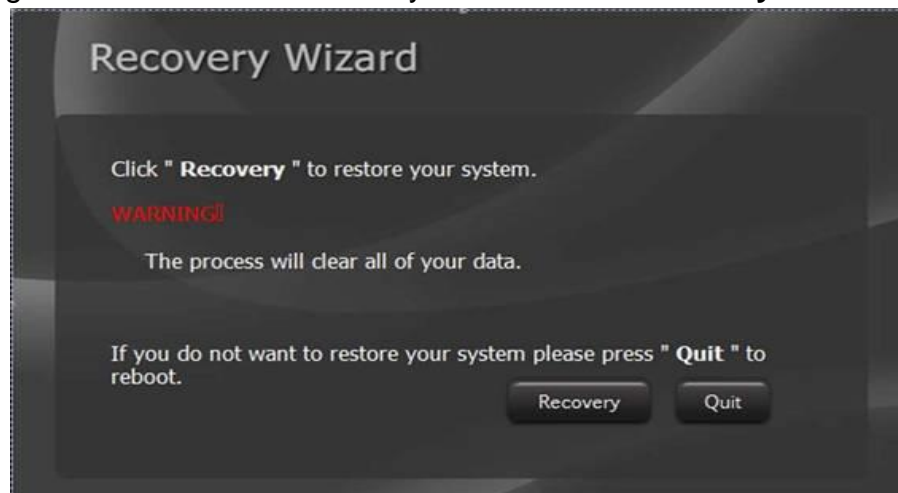 Recovery Wizard
Click " Recovery " to restore your system.
WARNING
The process will clear all of your data.
If you do not want to restore your system please press " Quit " to
reboot.
Recovery Quit